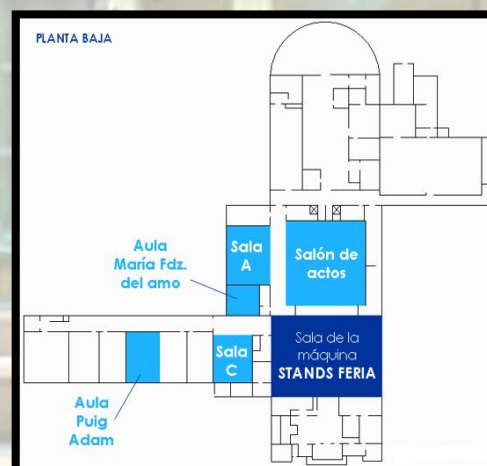 PLANTA BAJA
Aula
María Fdz.
del amo
Sala
A
Salón de
actos
Sala de la
máquina
STANDS FERIA
Sala
C
Aula
Puig
Adam